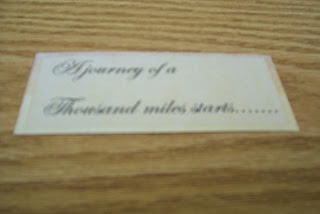 A journey of a
Thousand miles starts.......